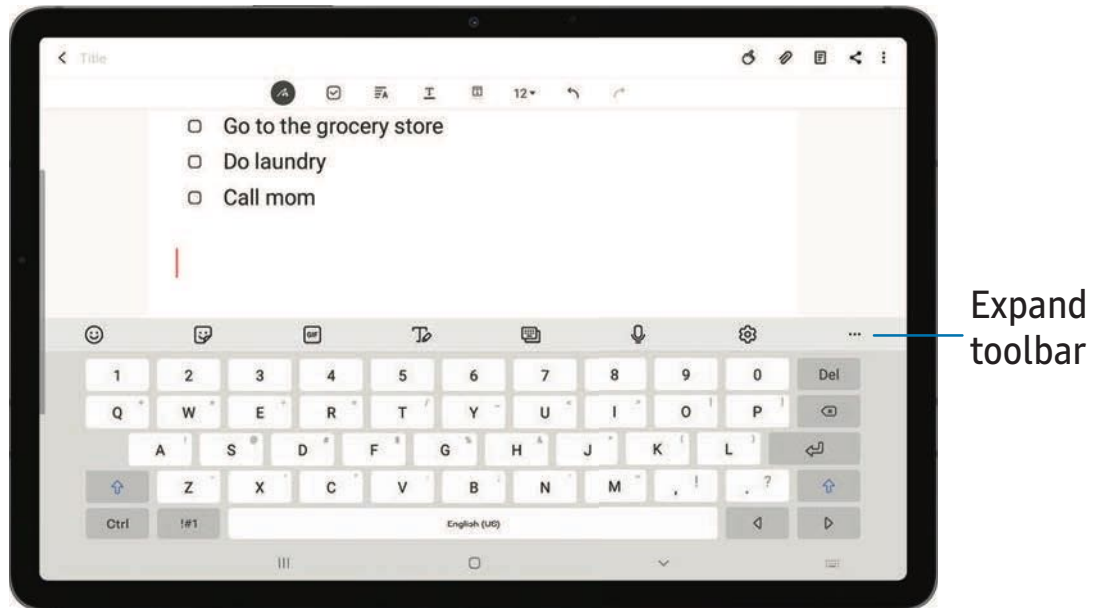 Title
12
Go to the grocery store
Do laundry
Call mom
GIF
Expand
toolbar
1 2 3 4 5 6 7 8 9 0 Del
Q W E R T Y U I O P
A S D F G H J K L
Z X C V B N M , ! . ?
Ctrl !#1 English (US)